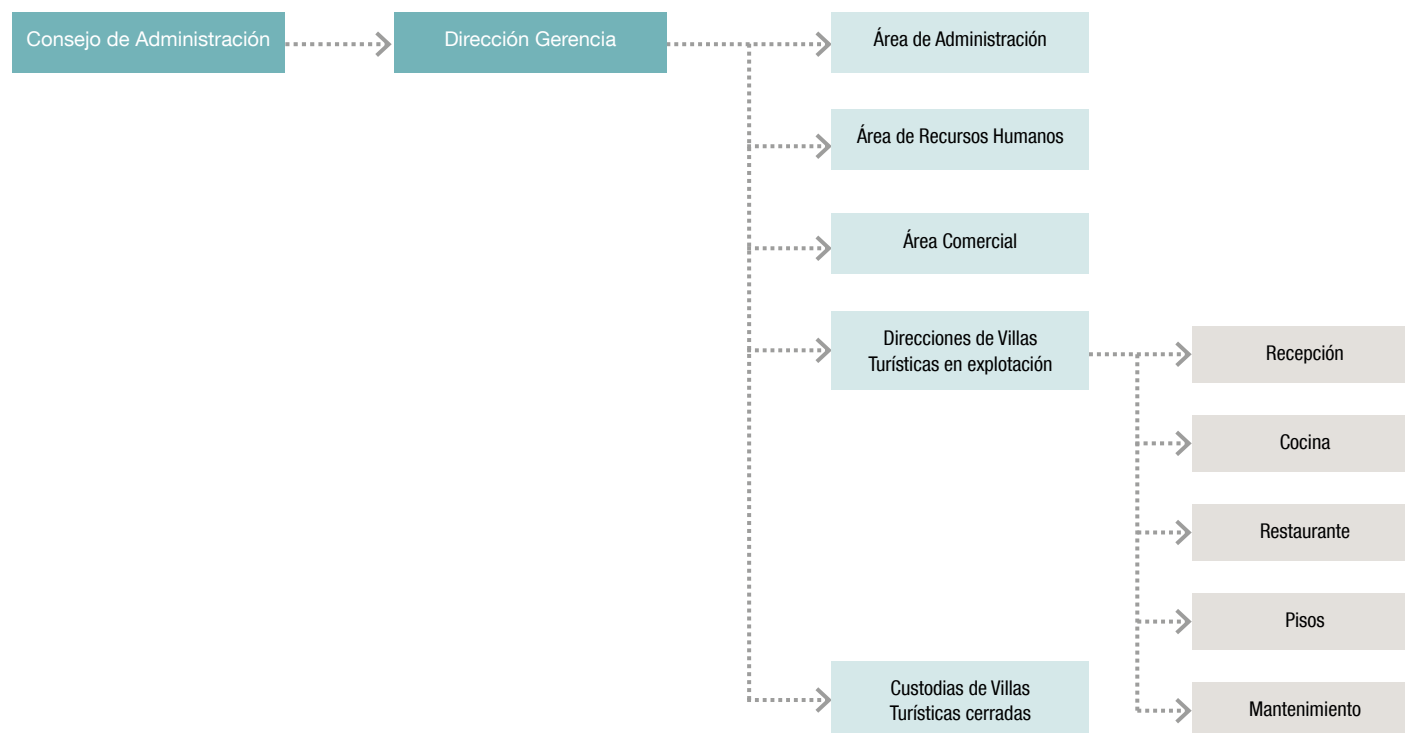 Consejo de Administración
Dirección Gerencia
Área de Administración
Área de Recursos Humanos
Área Comercial
Direcciones de Villas
Turísticas en explotación
Recepción
Cocina
Restaurante
Pisos
Mantenimiento
Custodias de Villas
Turísticas cerradas